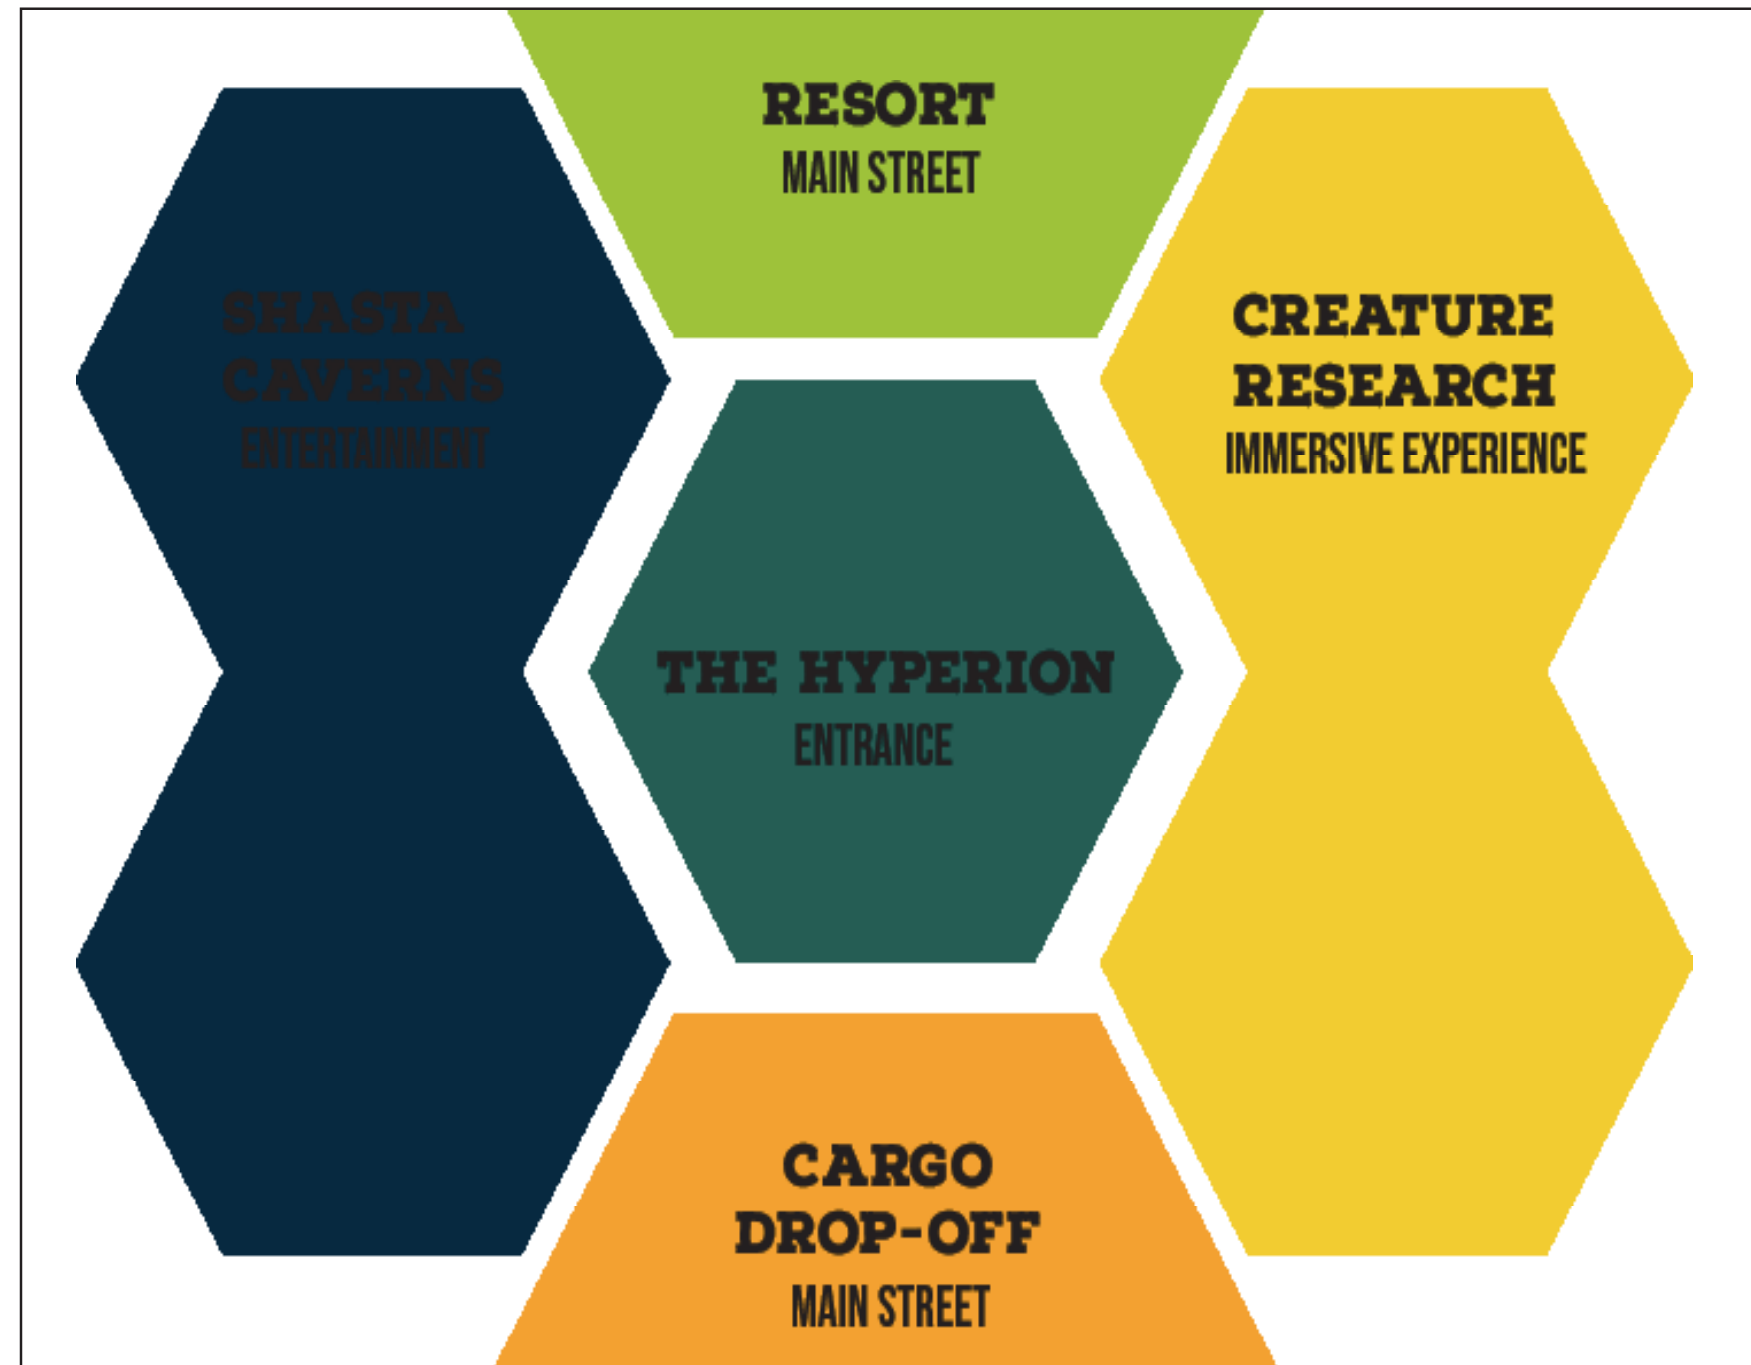 RESORT
MAIN STREET
SHASTA
CAVERNS
ENTERTAINMENT
CREATURE
RESEARCH
IMMERSIVE EXPERIENCE
THE HYPERION
ENTRANCE
CARGO
DROP-OFF
MAIN STREET